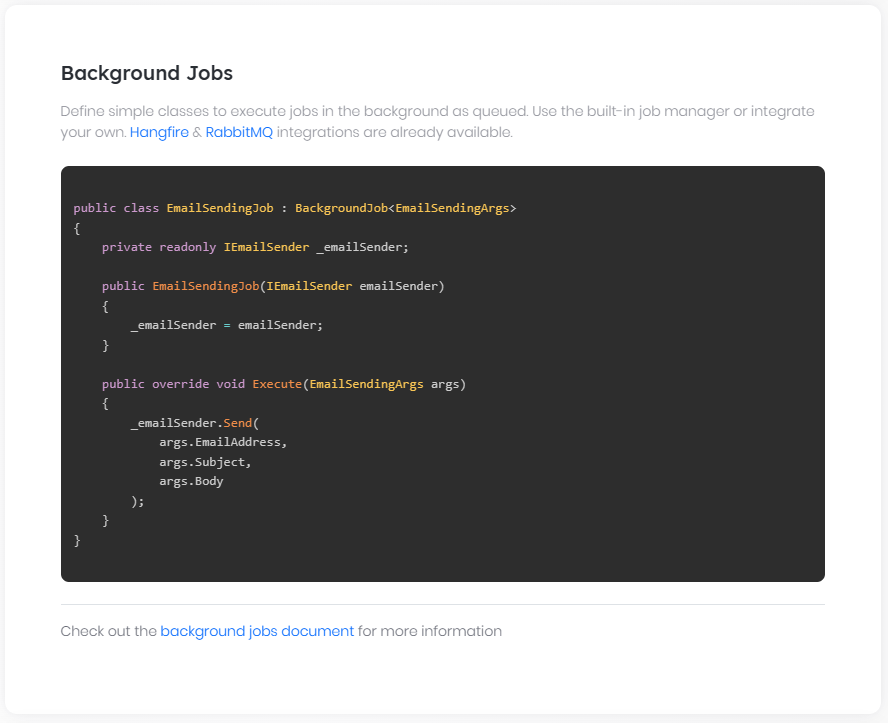 Background Jobs
Define simple classes to execute jobs in the background as queued. Use the built-in job manager or integrate
your own. Hangfire & RabbitMQ integrations are already available.
public class EmailSendingJob : BackgroundJob<EmailSendingArgs>
{
    private readonly IEmailSender _emailSender;

    public EmailSendingJob(IEmailSender emailSender)
    {
        _emailSender = emailSender;
    }

    public override void Execute(EmailSendingArgs args)
    {
        _emailSender.Send(
            args.EmailAddress,
            args.Subject,
            args.Body
        );
    }
}
Check out the background jobs document for more information